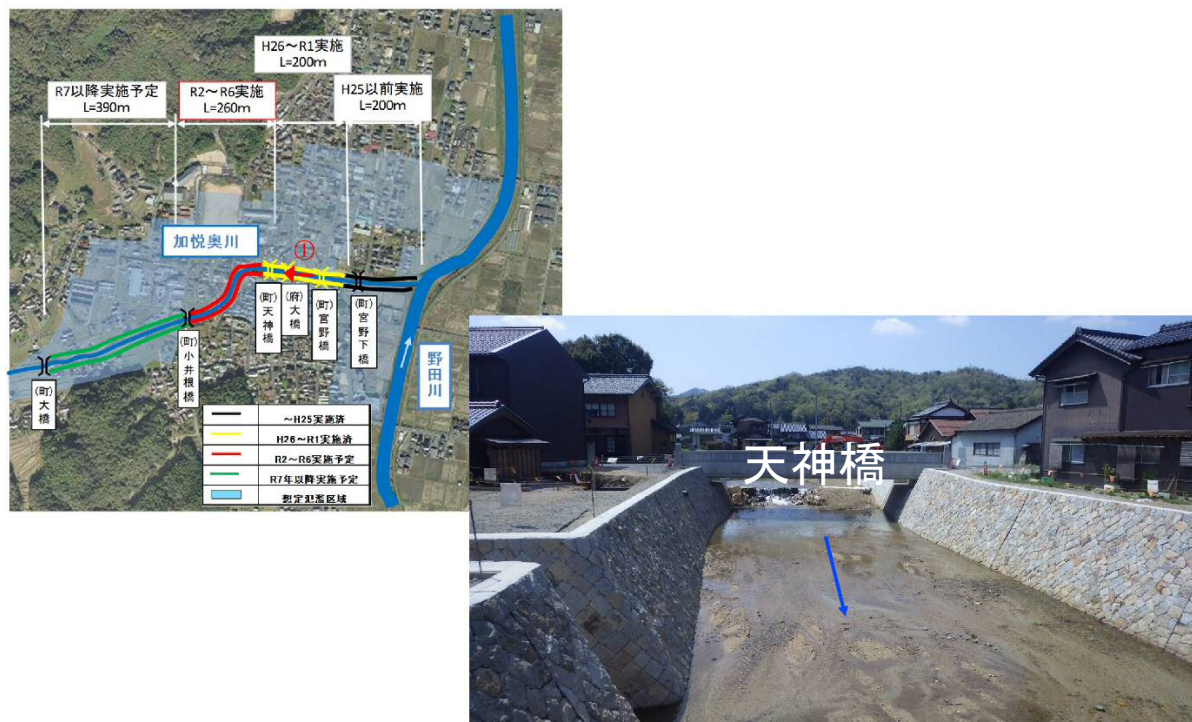 H26～R1実施
L=200m
R7以降実施予定
L=390m
R2～R6実施
L=260m
H25以前実施
L=200m
加悦奥川
①
(町)天神橋
(府)大橋
(町)宮野橋
(町)宮野下橋
(町)小井根橋
(町)大橋
野田川
～H25実施済
H26～R1実施済
R2～R6実施予定
R7年以降実施予定
想定氾濫区域
天神橋